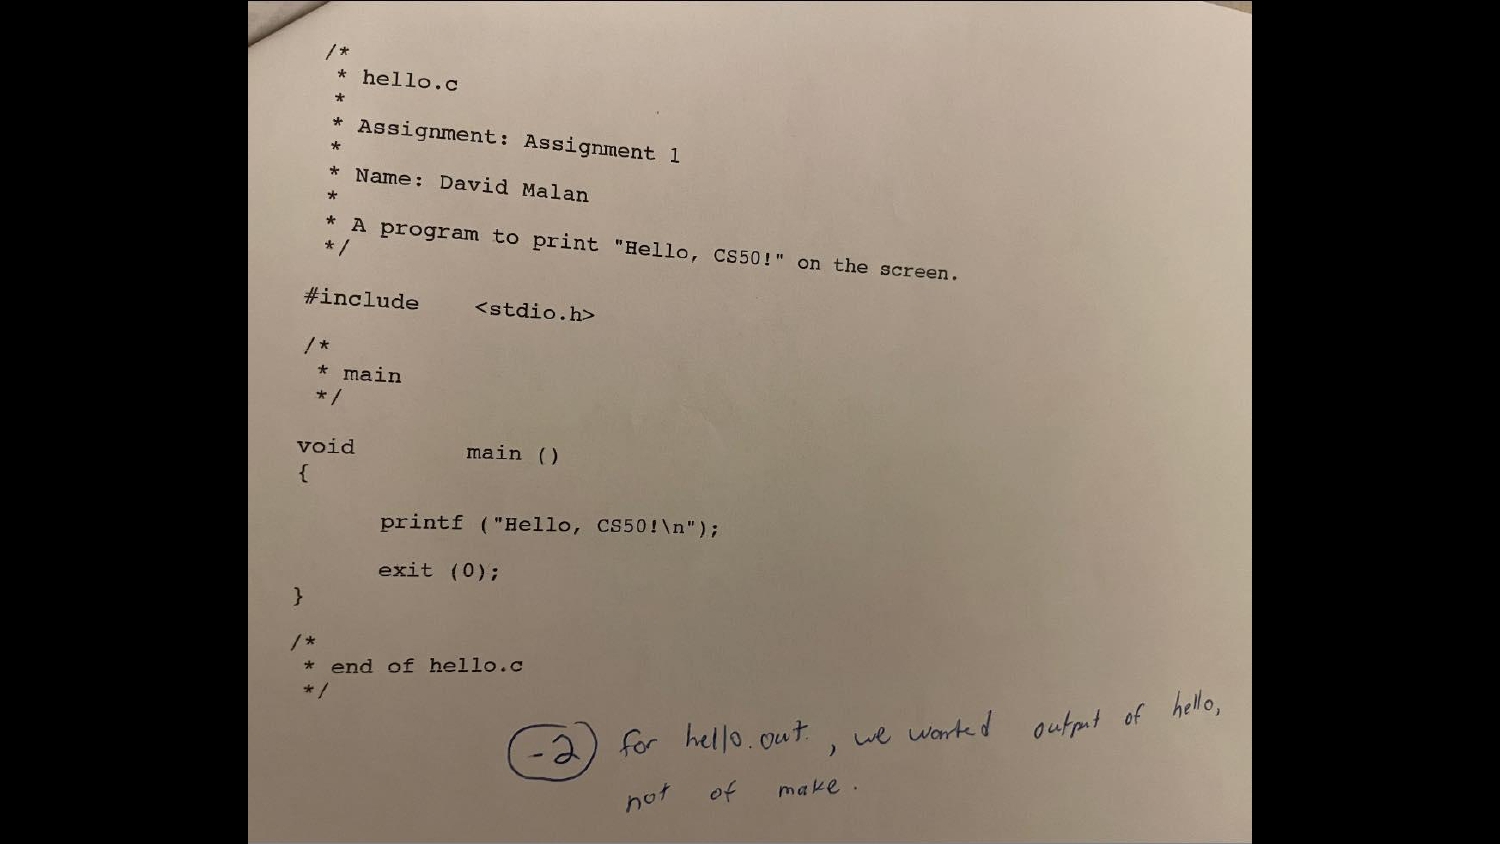 /*
* hello.c
*
* Assignment: Assignment 1
*
* Name: David Malan
*
* A program to print "Hello, CS50!" on the screen.
*/
#include <stdio.h>
/*
* main
*/
void main ()
{
printf ("Hello, CS50!\n");
exit (0);
}
/*
* end of hello.c
*/
-2 for hello.out, we wanted output of hello,
not of make.